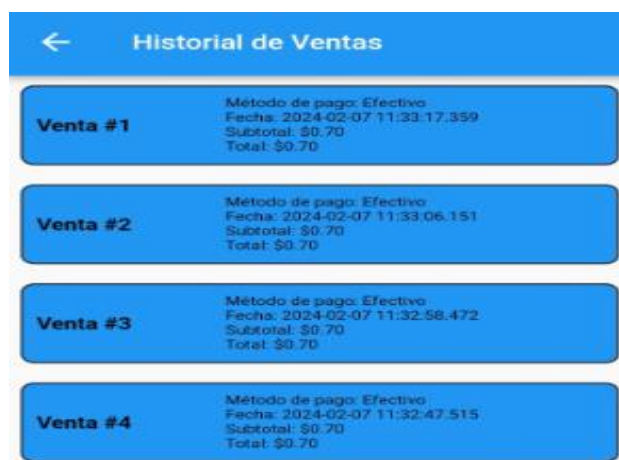 Historial de Ventas
Venta #1
Método de pago: Efectivo
Fecha: 2024-02-07 11:33:17.359
Subtotal: $0.70
Total: $0.70
Venta #2
Método de pago: Efectivo
Fecha: 2024-02-07 11:33:06.151
Subtotal: $0.70
Total: $0.70
Venta #3
Método de pago: Efectivo
Fecha: 2024-02-07 11:32:58.472
Subtotal: $0.70
Total: $0.70
Venta #4
Método de pago: Efectivo
Fecha: 2024-02-07 11:32:47.515
Subtotal: $0.70
Total: $0.70